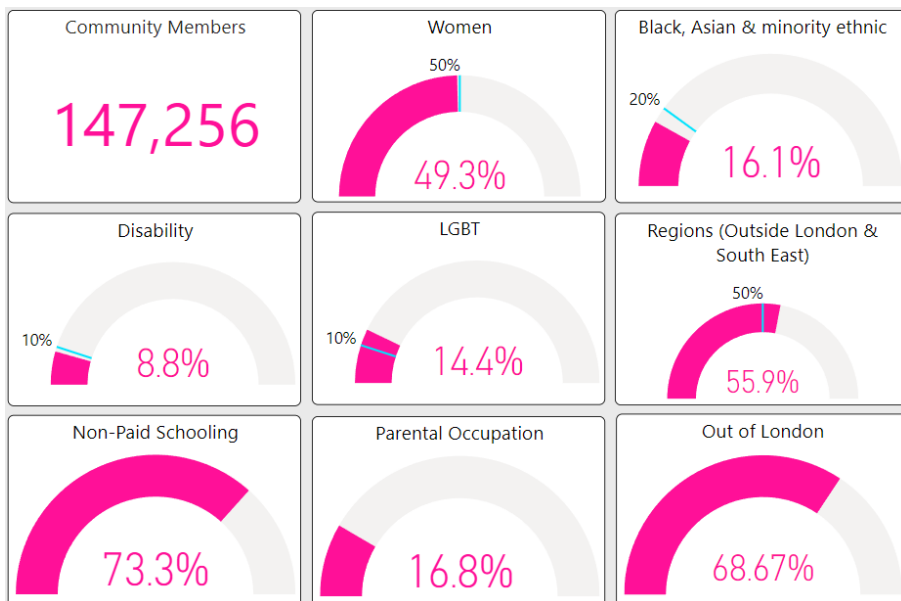 Community Members
147,256
Women
50%
49.3%
Black, Asian & minority ethnic
20%
16.1%
Disability
10%
8.8%
LGBT
10%
14.4%
Regions (Outside London &
South East)
50%
55.9%
Non-Paid Schooling
73.3%
Parental Occupation
16.8%
Out of London
68.67%